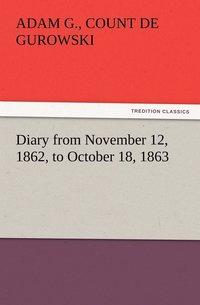 ADAM G., COUNT DE
GUROWSKI
TREDITION CLASSICS
Diary from November 12,
1862, to October 18, 1863